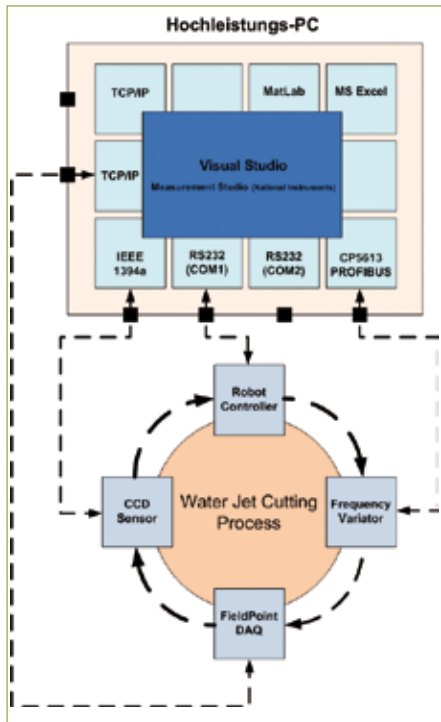 Hochleistungs-PC
TCP/IP
MatLab
MS Excel
Visual Studio
Measurement Studio (National Instruments)
TCP/IP
IEEE
1394a
RS232
(COM1)
RS232
(COM2)
CP5613
PROFIBUS
Robot
Controller
CCD
Sensor
Water Jet Cutting
Process
Frequency
Variator
FieldPoint
DAQ